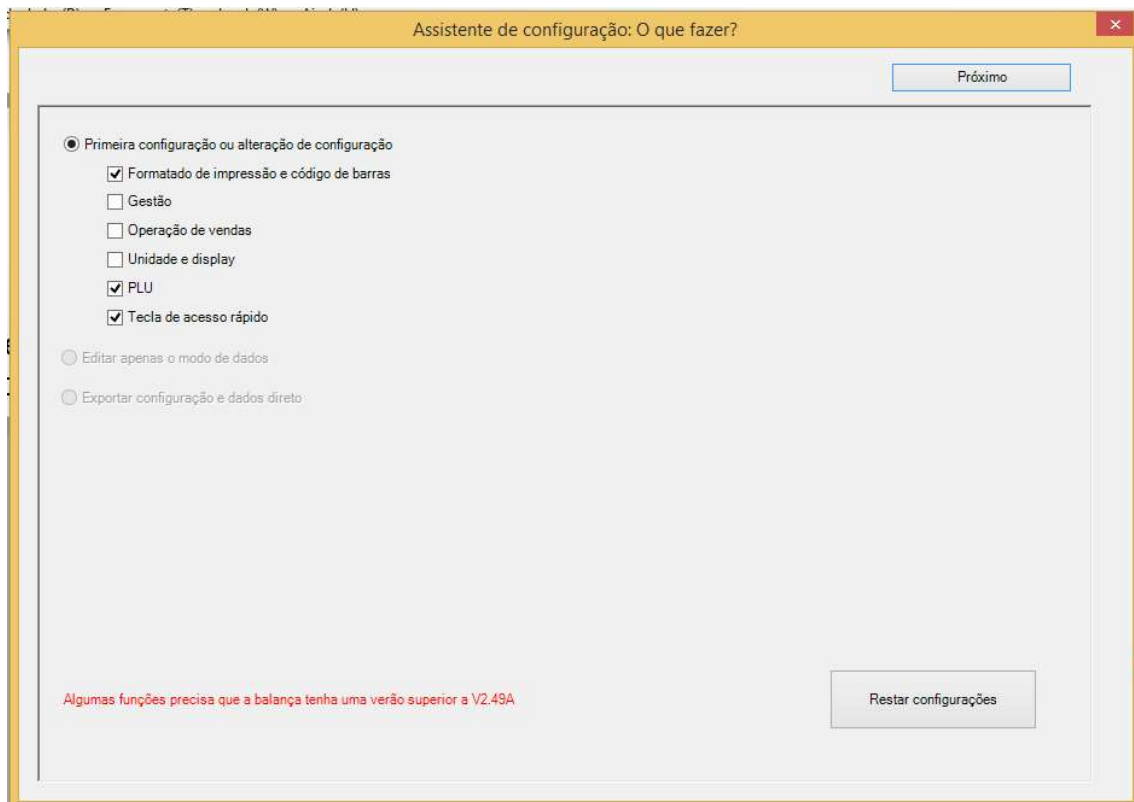 Assistente de configuração: O que fazer?
Próximo
Primeira configuração ou alteração de configuração
Formatado de impressão e código de barras
Gestão
Operação de vendas
Unidade e display
PLU
Tecla de acesso rápido
Editar apenas o modo de dados
Exportar configuração e dados direto
Algumas funções precisa que a balança tenha uma verão superior a V2.49A
Restar configurações